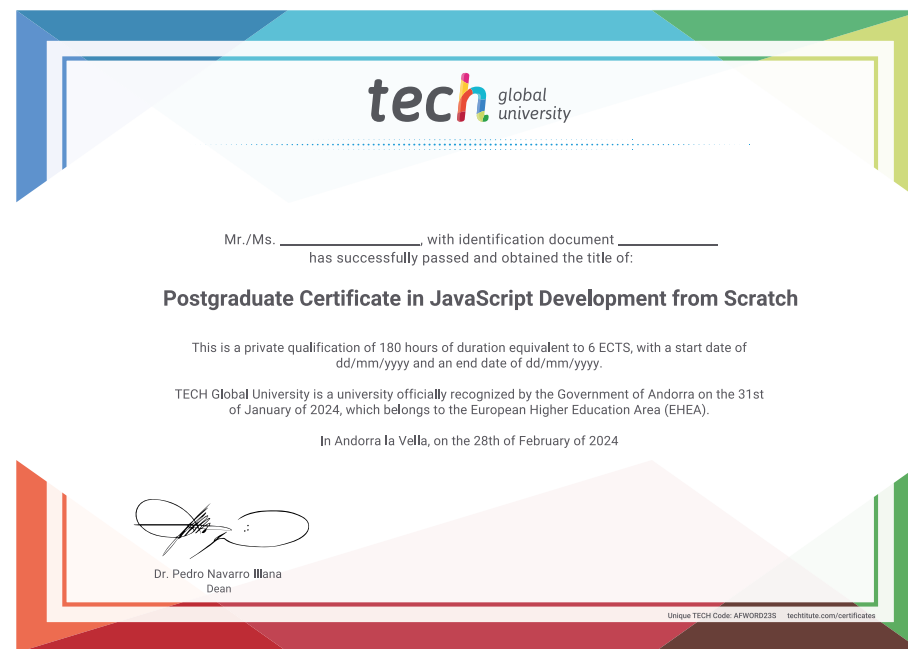 tech global university
Mr./Ms. ____________________, with identification document ______________
has successfully passed and obtained the title of:
Postgraduate Certificate in JavaScript Development from Scratch
This is a private qualification of 180 hours of duration equivalent to 6 ECTS, with a start date of
dd/mm/yyyy and an end date of dd/mm/yyyy.
TECH Global University is a university officially recognized by the Government of Andorra on the 31st
of January of 2024, which belongs to the European Higher Education Area (EHEA).
In Andorra la Vella, on the 28th of February of 2024
Dr. Pedro Navarro Illana
Dean
Unique TECH Code: AFWORD23S techtitute.com/certificates